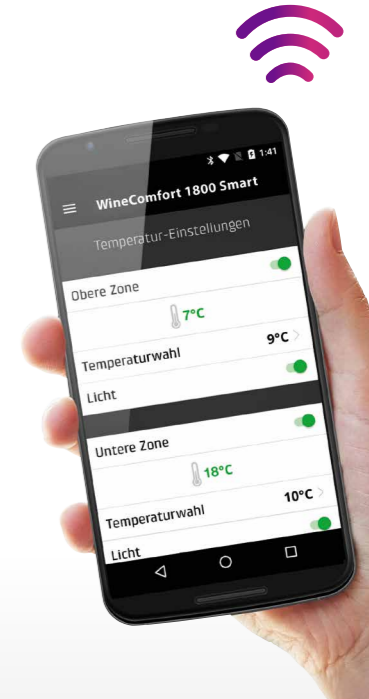 1:41
WineComfort 1800 Smart
Temperatur-Einstellungen
Obere Zone
7°C
Temperaturwahl 9°C
Licht
Untere Zone
18°C
Temperaturwahl 10°C
Licht